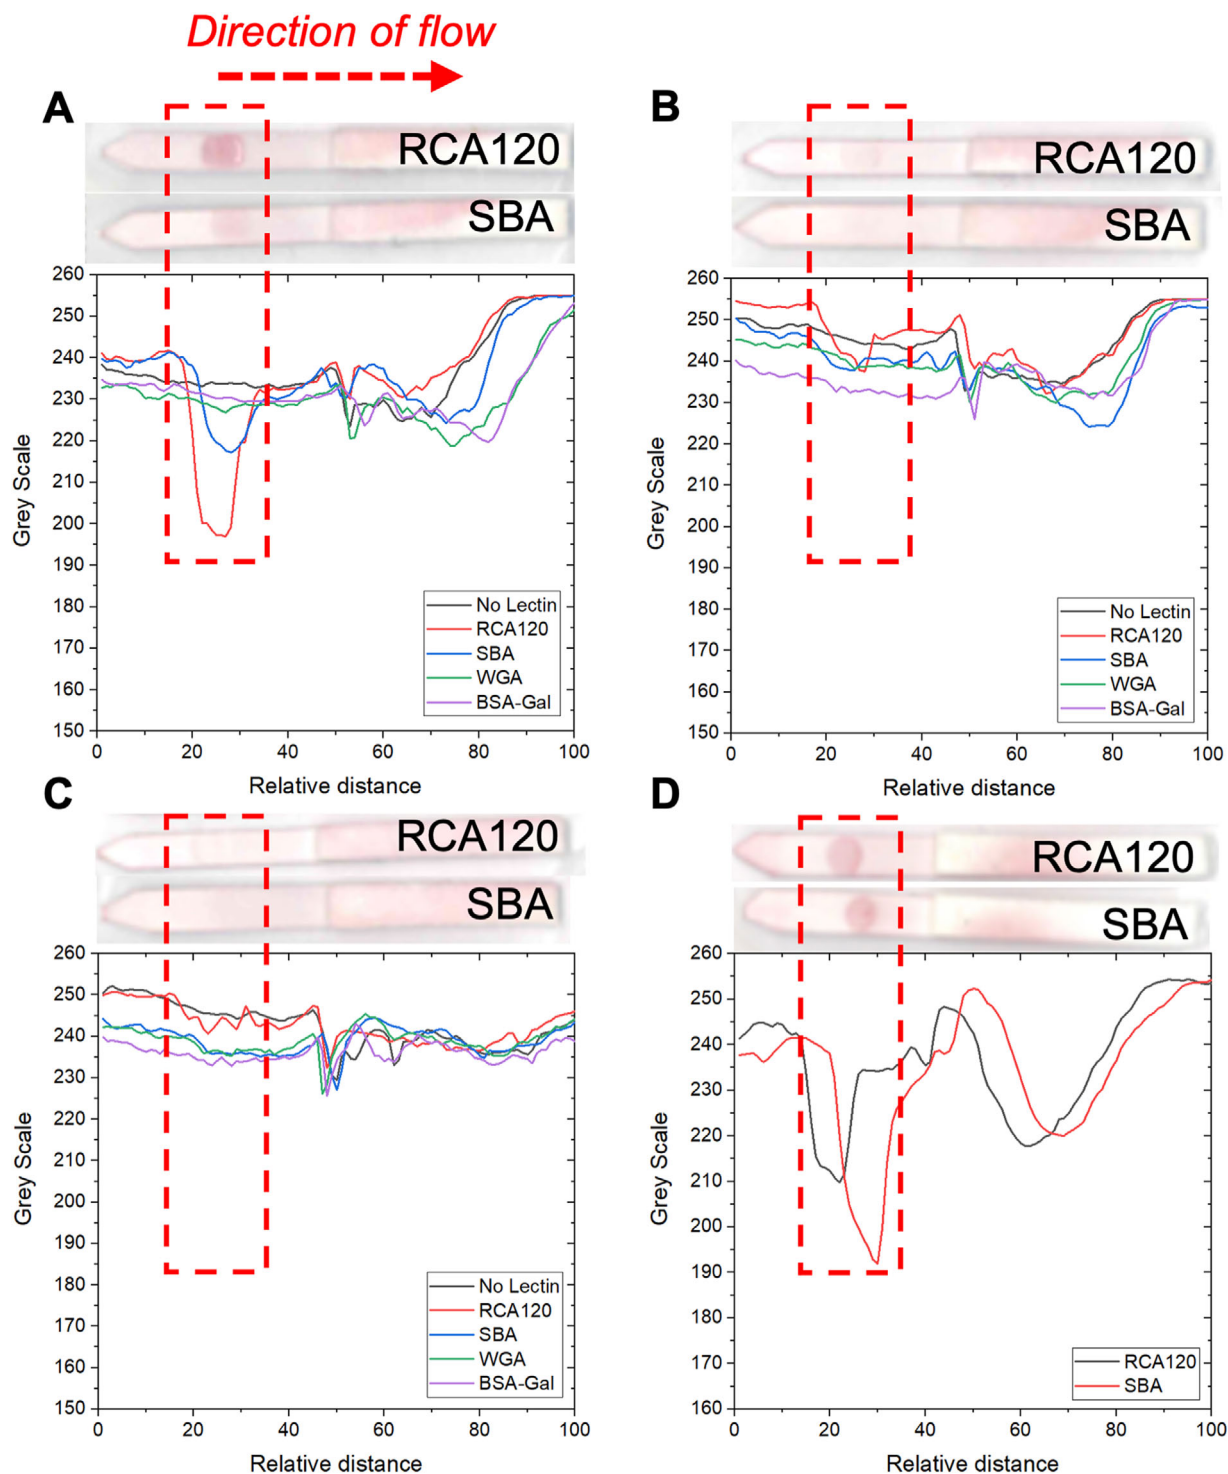 Direction of flow
A
RCA120
SBA
260
250
240
230
220
210
200
190
180
170
160
150
0
20
40
60
80
100
Grey Scale
Relative distance
No Lectin
RCA120
SBA
WGA
BSA-Gal
B
RCA120
SBA
260
250
240
230
220
210
200
190
180
170
160
150
0
20
40
60
80
100
Grey Scale
Relative distance
No Lectin
RCA120
SBA
WGA
BSA-Gal
C
RCA120
SBA
260
250
240
230
220
210
200
190
180
170
160
150
0
20
40
60
80
100
Grey Scale
Relative distance
No Lectin
RCA120
SBA
WGA
BSA-Gal
D
RCA120
SBA
260
250
240
230
220
210
200
190
180
170
160
0
20
40
60
80
100
Grey Scale
Relative distance
RCA120
SBA